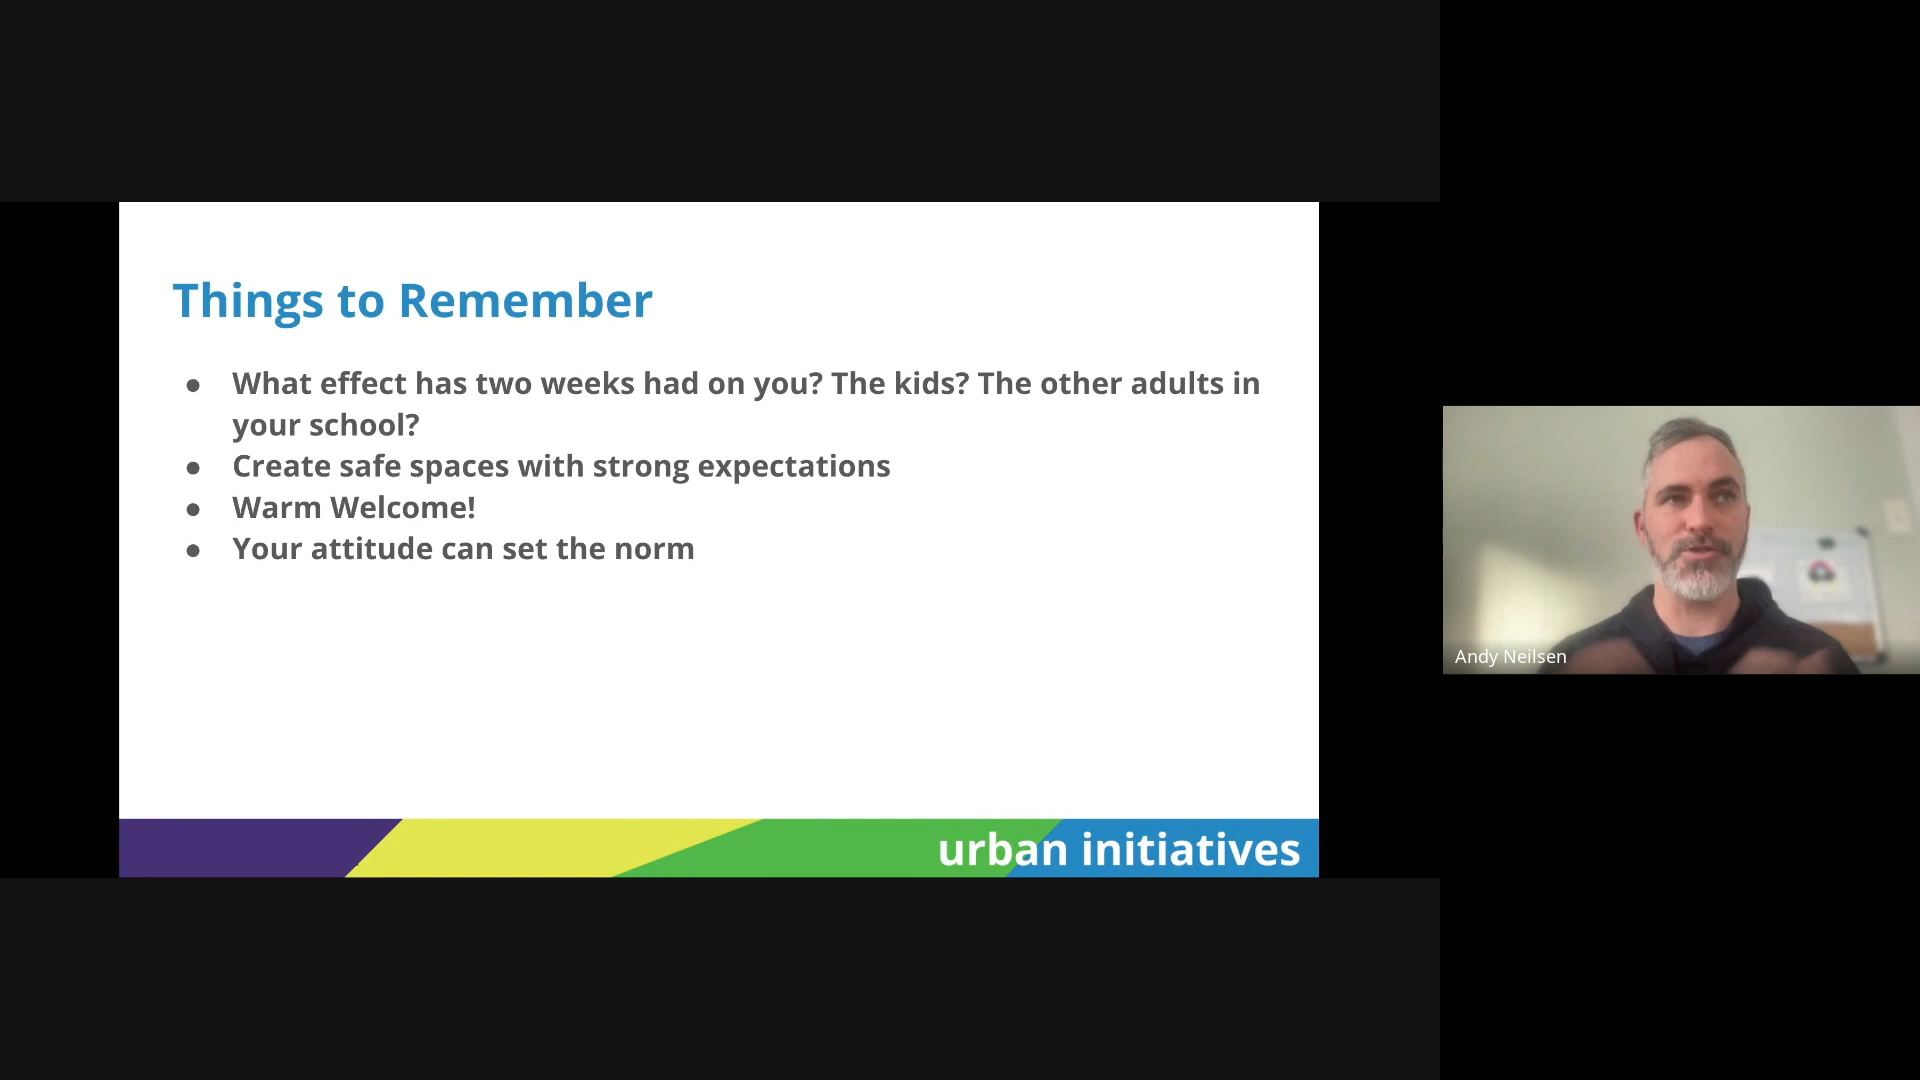 Things to Remember
● What effect has two weeks had on you? The kids? The other adults in
your school?
● Create safe spaces with strong expectations
● Warm Welcome!
● Your attitude can set the norm
urban initiatives
Andy Neilsen